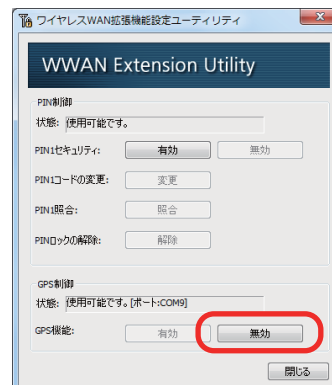 ワイヤレスWAN拡張機能設定ユーティリティ
WWAN Extension Utility
PIN制御
状態: 使用可能です。
PIN1セキュリティ: 有効 無効
PIN1コードの変更: 変更
PIN1照合: 照合
PINロックの解除: 解除
GPS制御
状態: 使用可能です。[ポート:COM9]
GPS機能: 有効 無効
閉じる